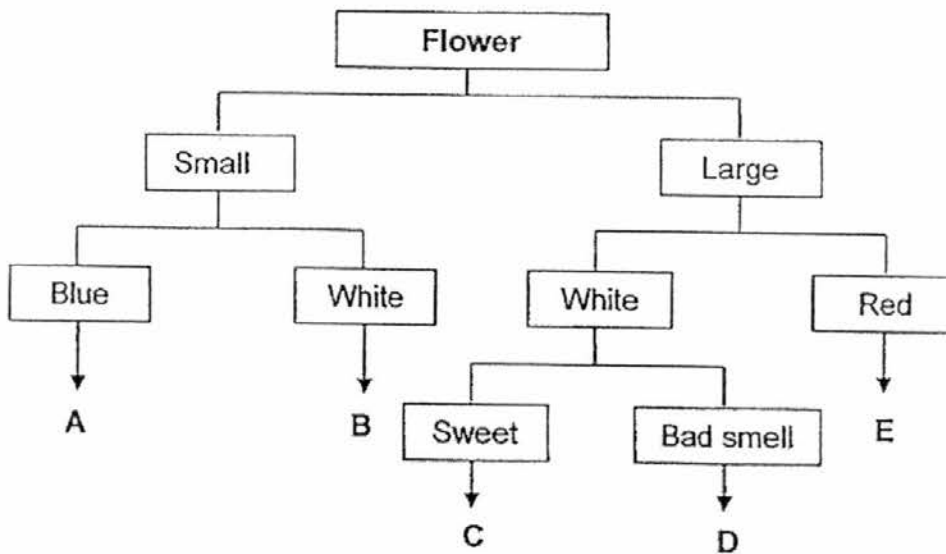 Flower
Small
Large
Blue
White
White
Red
A
B
Sweet
Bad smell
E
C
D